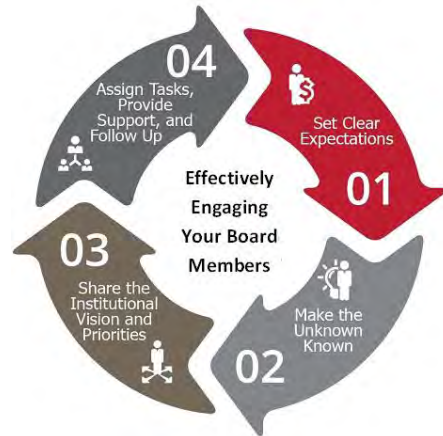 Effectively
Engaging
Your Board
Members
Set Clear
Expectations
01
Make the
Unknown
Known
02
03
Share the
Institutional
Vision and
Priorities
04
Assign Tasks,
Provide
Support, and
Follow Up
$